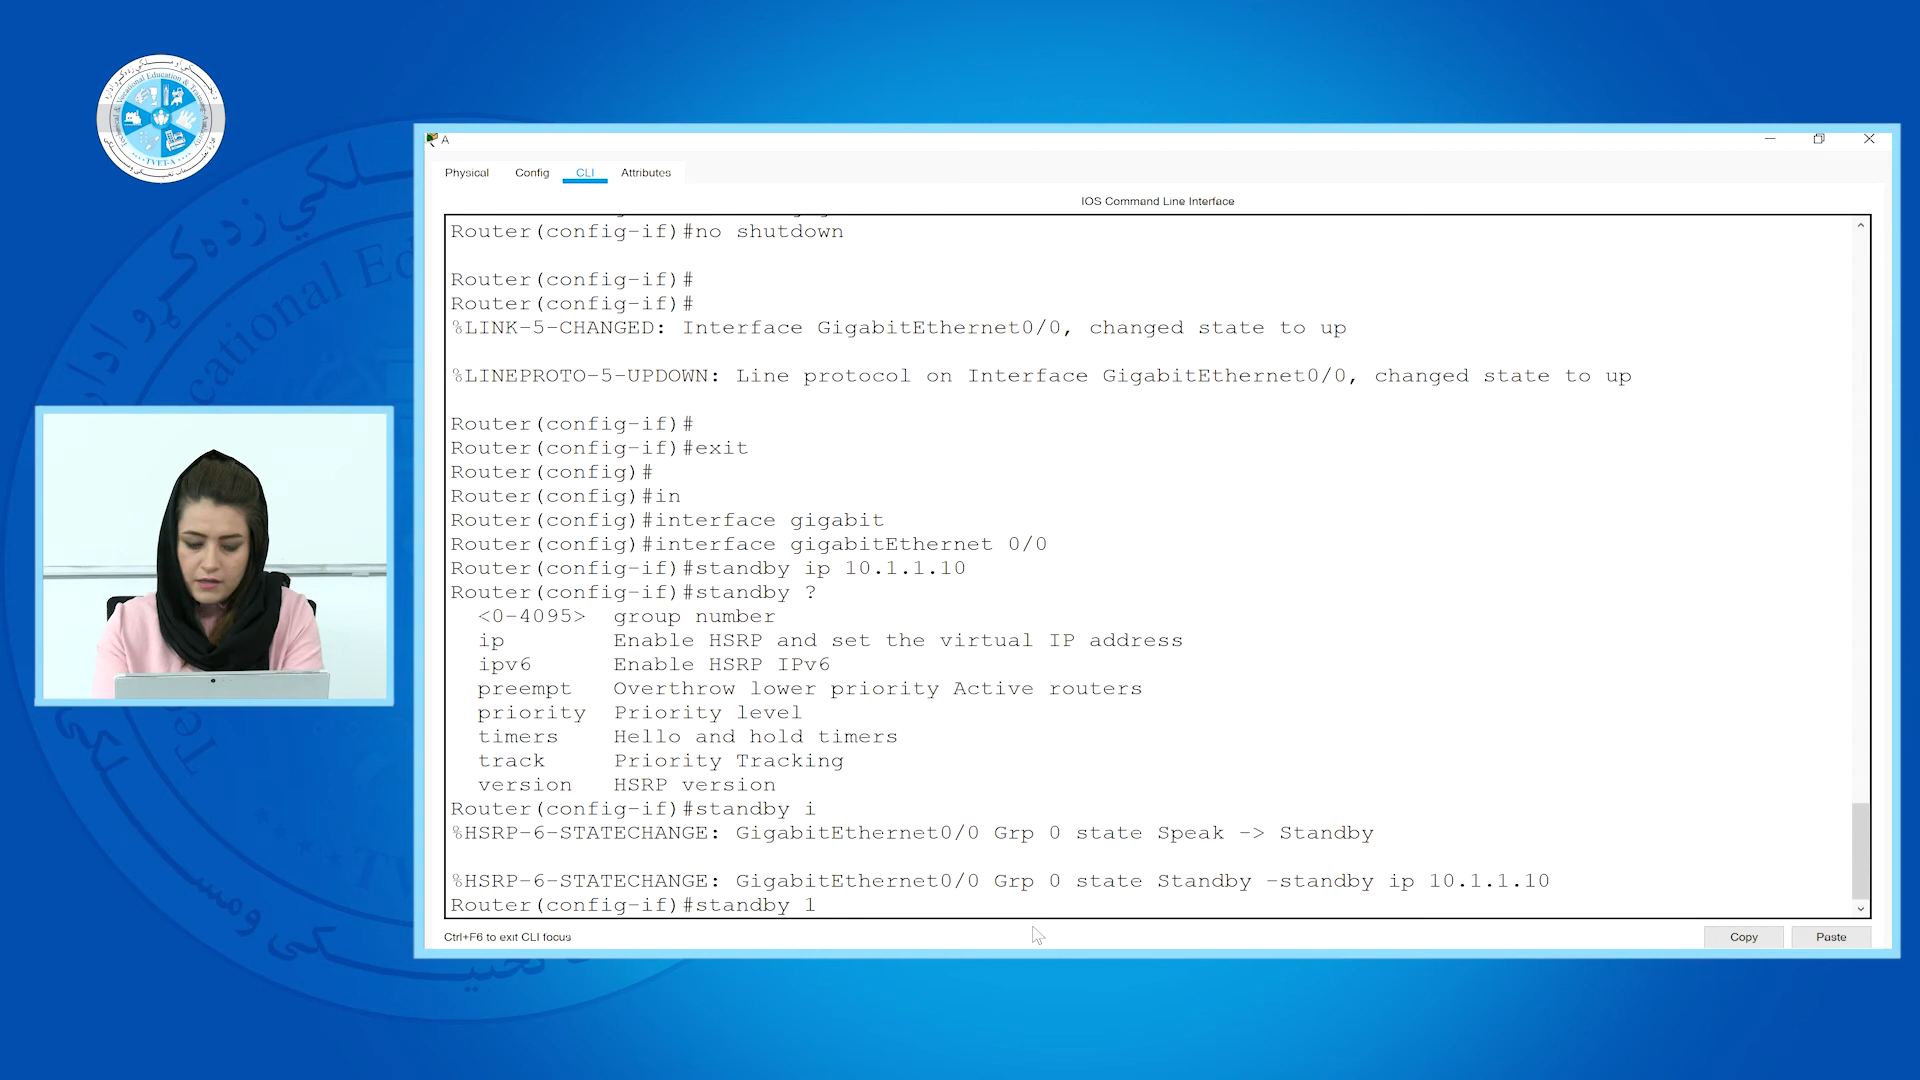 Technical & Vocational Education & Training Authority
TVET-A
A
Physical Config CLI Attributes
IOS Command Line Interface
Router(config-if)#no shutdown
Router(config-if)#
Router(config-if)#
%LINK-5-CHANGED: Interface GigabitEthernet0/0, changed state to up
%LINEPROTO-5-UPDOWN: Line protocol on Interface GigabitEthernet0/0, changed state to up
Router(config-if)#
Router(config-if)#exit
Router(config)#
Router(config)#in
Router(config)#interface gigabit
Router(config)#interface gigabitEthernet 0/0
Router(config-if)#standby ip 10.1.1.10
Router(config-if)#standby ?
<0-4095> group number
ip Enable HSRP and set the virtual IP address
ipv6 Enable HSRP IPv6
preempt Overthrow lower priority Active routers
priority Priority level
timers Hello and hold timers
track Priority Tracking
version HSRP version
Router(config-if)#standby i
%HSRP-6-STATECHANGE: GigabitEthernet0/0 Grp 0 state Speak -> Standby
%HSRP-6-STATECHANGE: GigabitEthernet0/0 Grp 0 state Standby -standby ip 10.1.1.10
Router(config-if)#standby 1
Ctrl+F6 to exit CLI focus
Copy Paste